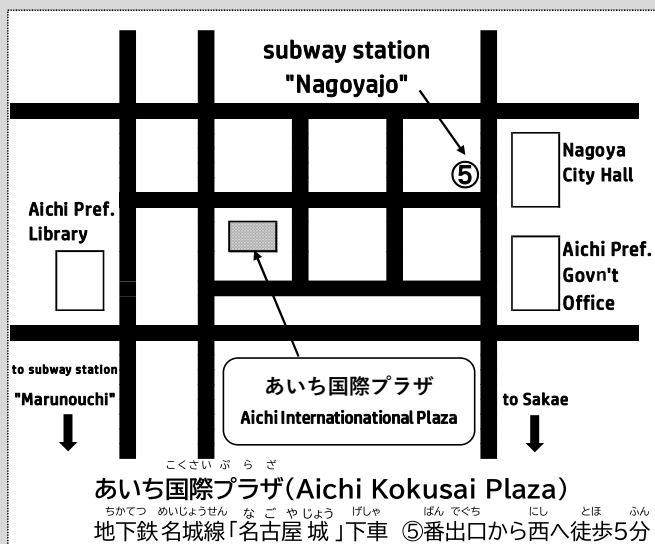 subway station
"Nagoyajo"
⑤
Nagoya
City Hall
Aichi Pref.
Library
Aichi Pref.
Govn't
Office
to subway station
"Marunouchi"
あいち国際プラザ
Aichi Internationational Plaza
to Sakae
こくさい ぷ ら ざ
あいち国際プラザ(Aichi Kokusai Plaza)
ちかてつ めいじょうせん な ご や じょう げしゃ ばん でぐち にし とほ ふん
地下鉄名城線「名古屋城」下車 ⑤番出口から西へ徒歩5分